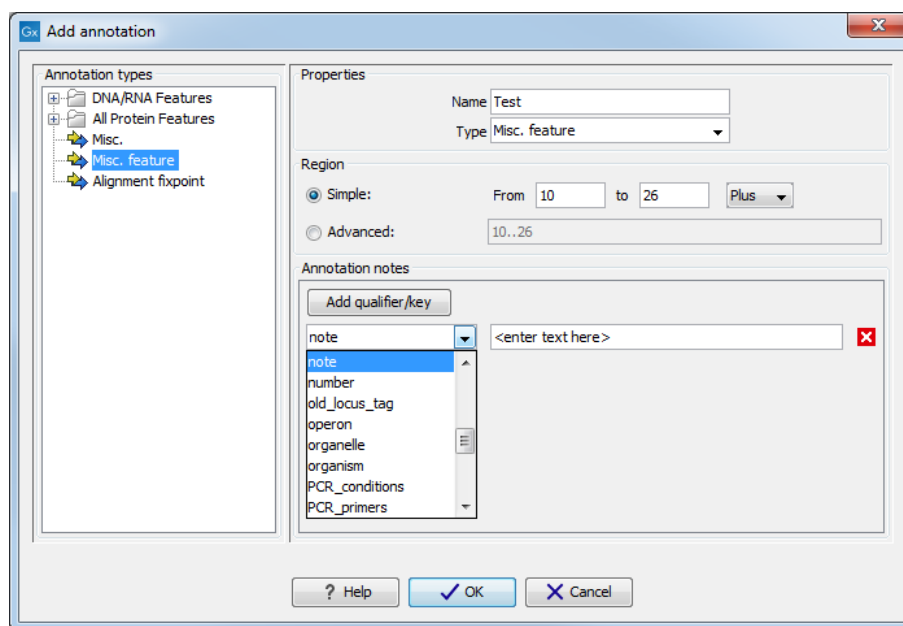 Gx Add annotation
Annotation types
DNA/RNA Features
All Protein Features
Misc.
Misc. feature
Alignment fixpoint
Properties
Name Test
Type Misc. feature
Region
Simple: From 10 to 26 Plus
Advanced: 10..26
Annotation notes
Add qualifier/key
note <enter text here>
note
number
old_locus_tag
operon
organelle
organism
PCR_conditions
PCR_primers
? Help OK Cancel